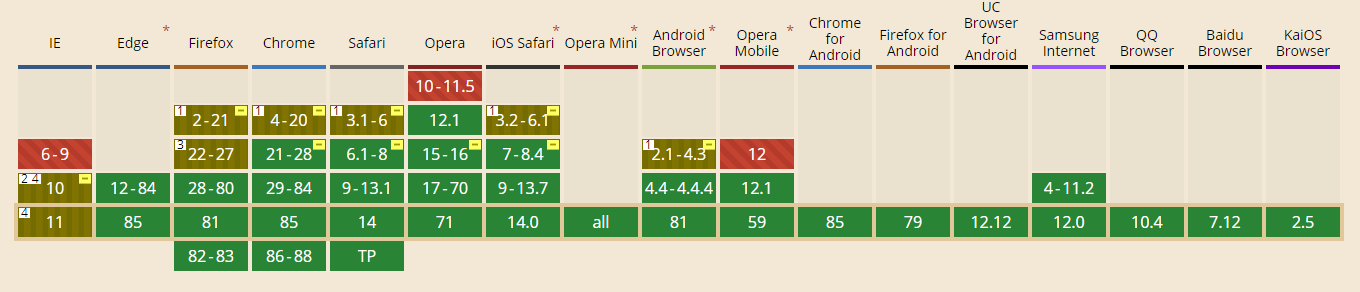 IE
Edge *
Firefox
Chrome
Safari
Opera
iOS Safari *
Opera Mini
Android *
Browser
Opera *
Mobile
Chrome
for
Android
Firefox for
Android
UC
Browser
for
Android
Samsung
Internet
QQ
Browser
Baidu
Browser
KaiOS
Browser
10-11.5
1 2-21 -
1 4-20 -
1 3.1-6 -
12.1
1 3.2-6.1 -
6-9
3 22-27
21-28 -
6.1-8 -
15-16 -
7-8.4 -
1 2.1-4.3 -
12
2 4 10 -
12-84
28-80
29-84
9-13.1
17-70
9-13.7
4.4-4.4.4
12.1
4-11.2
4 11
85
81
85
14
71
14.0
all
81
59
85
79
12.12
12.0
10.4
7.12
2.5
82-83
86-88
TP